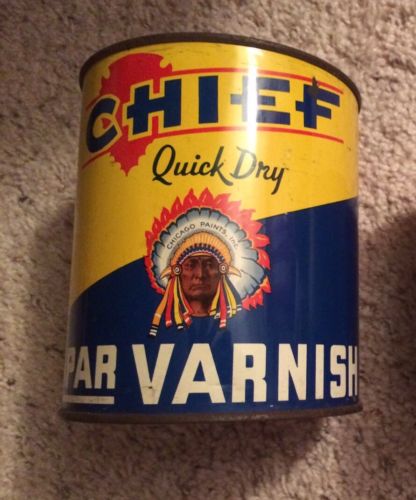 CHIEF
Quick Dry
CHICAGO PAINTS, INC.
PAR VARNISH